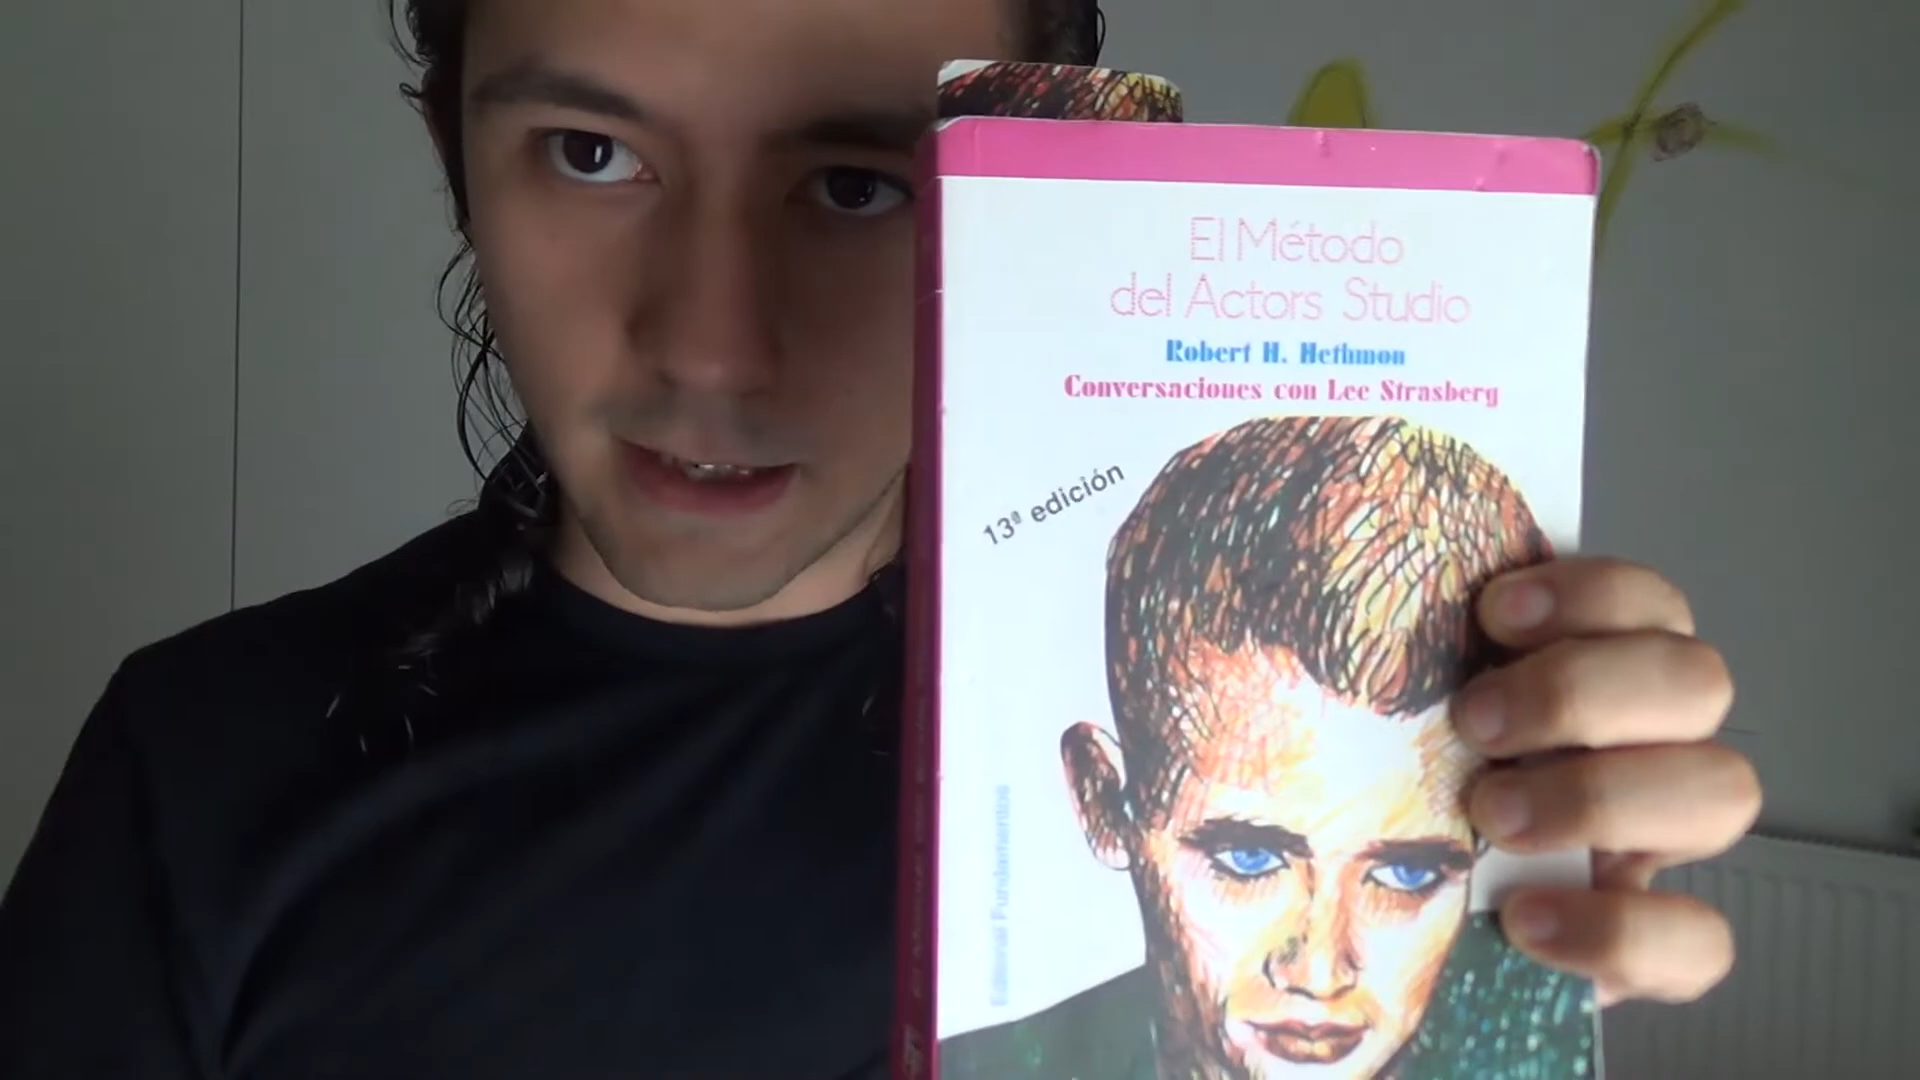 El Método
del Actors Studio
Robert H. Hethmon
Conversaciones con Lee Strasberg
13ª edición
Editorial Fundamentos